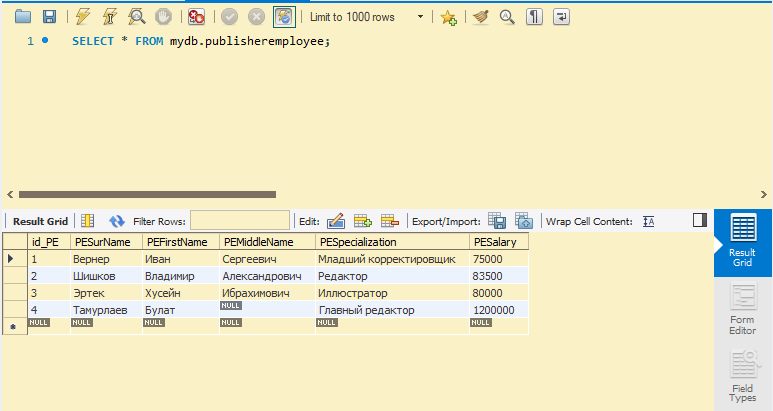 Limit to 1000 rows
1 SELECT * FROM mydb.publisheremployee;
Result Grid Filter Rows: Edit: Export/Import: Wrap Cell Content: IA
id_PE PESurName PEFirstName PEMiddleName PESpecialization PESalary
1 Вернер Иван Сергеевич Младший корректировщик 75000
2 Шишков Владимир Александрович Редактор 83500
3 Эртек Хусейн Ибрахимович Иллюстратор 80000
4 Тамурлаев Булат NULL Главный редактор 1200000
NULL NULL NULL NULL NULL NULL
Result
Grid
Form
Editor
Field
Types